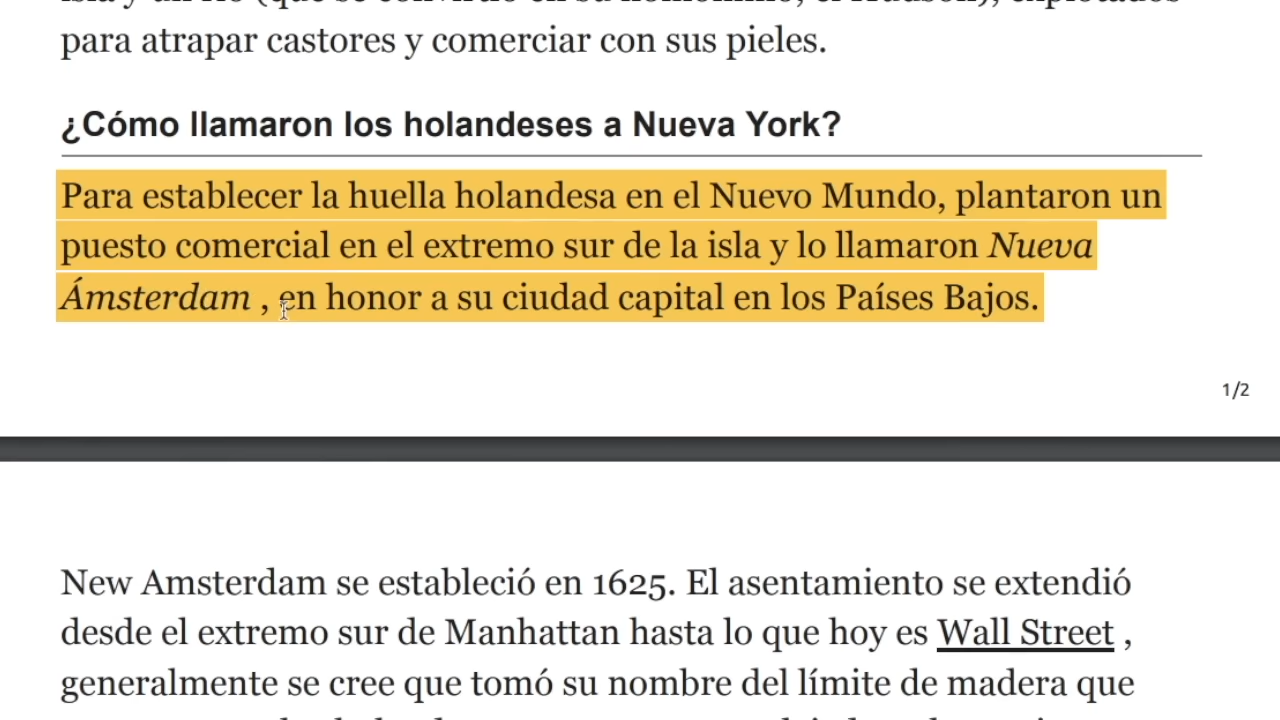 para atrapar castores y comerciar con sus pieles.
¿Cómo llamaron los holandeses a Nueva York?
Para establecer la huella holandesa en el Nuevo Mundo, plantaron un
puesto comercial en el extremo sur de la isla y lo llamaron Nueva
Ámsterdam , en honor a su ciudad capital en los Países Bajos.
1/2
New Amsterdam se estableció en 1625. El asentamiento se extendió
desde el extremo sur de Manhattan hasta lo que hoy es Wall Street ,
generalmente se cree que tomó su nombre del límite de madera que